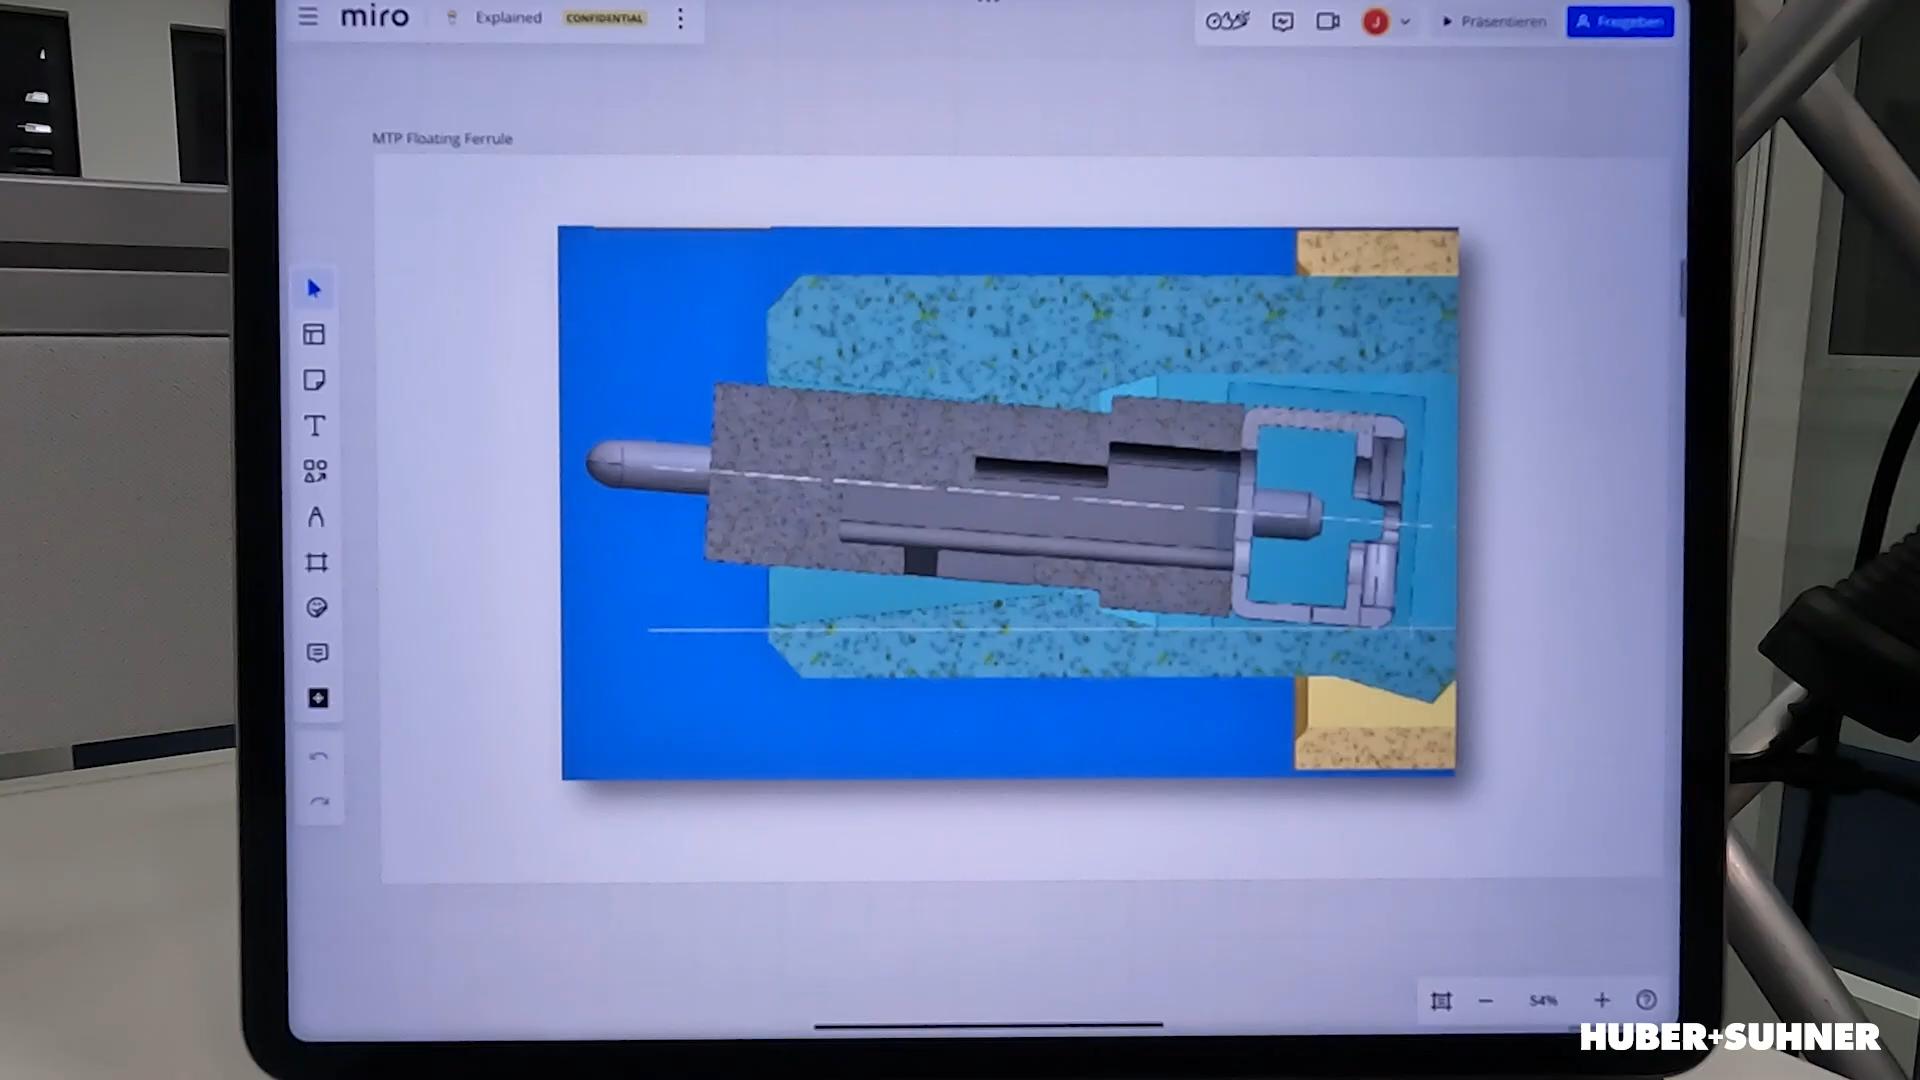 miro
Explained
CONFIDENTIAL
J
Präsentieren
Freigeben
MTP Floating Ferrule
T
54%
HUBER+SUHNER